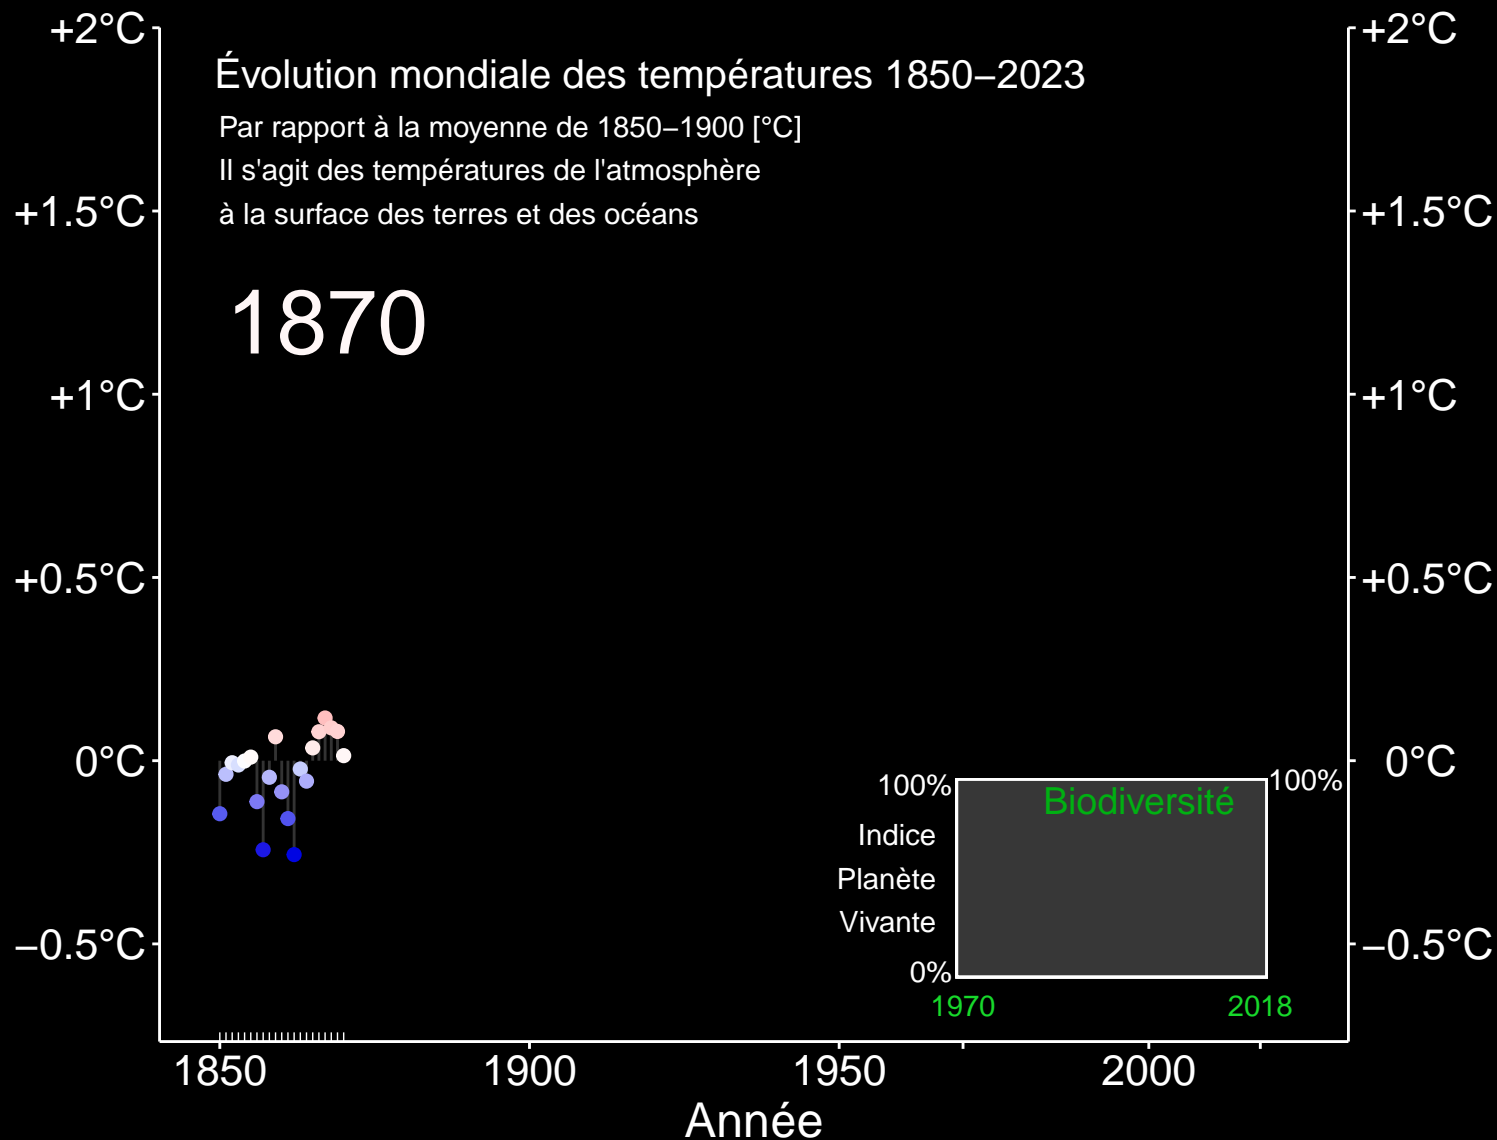 +2°C
+2°C
Évolution mondiale des températures 1850–2023
Par rapport à la moyenne de 1850–1900 [°C]
Il s'agit des températures de l'atmosphère
à la surface des terres et des océans
+1.5°C
+1.5°C
1870
+1°C
+1°C
+0.5°C
+0.5°C
0°C
0°C
100%
100%
Biodiversité
Indice
Planète
Vivante
0%
–0.5°C
–0.5°C
1970
2018
1850
1900
1950
2000
Année